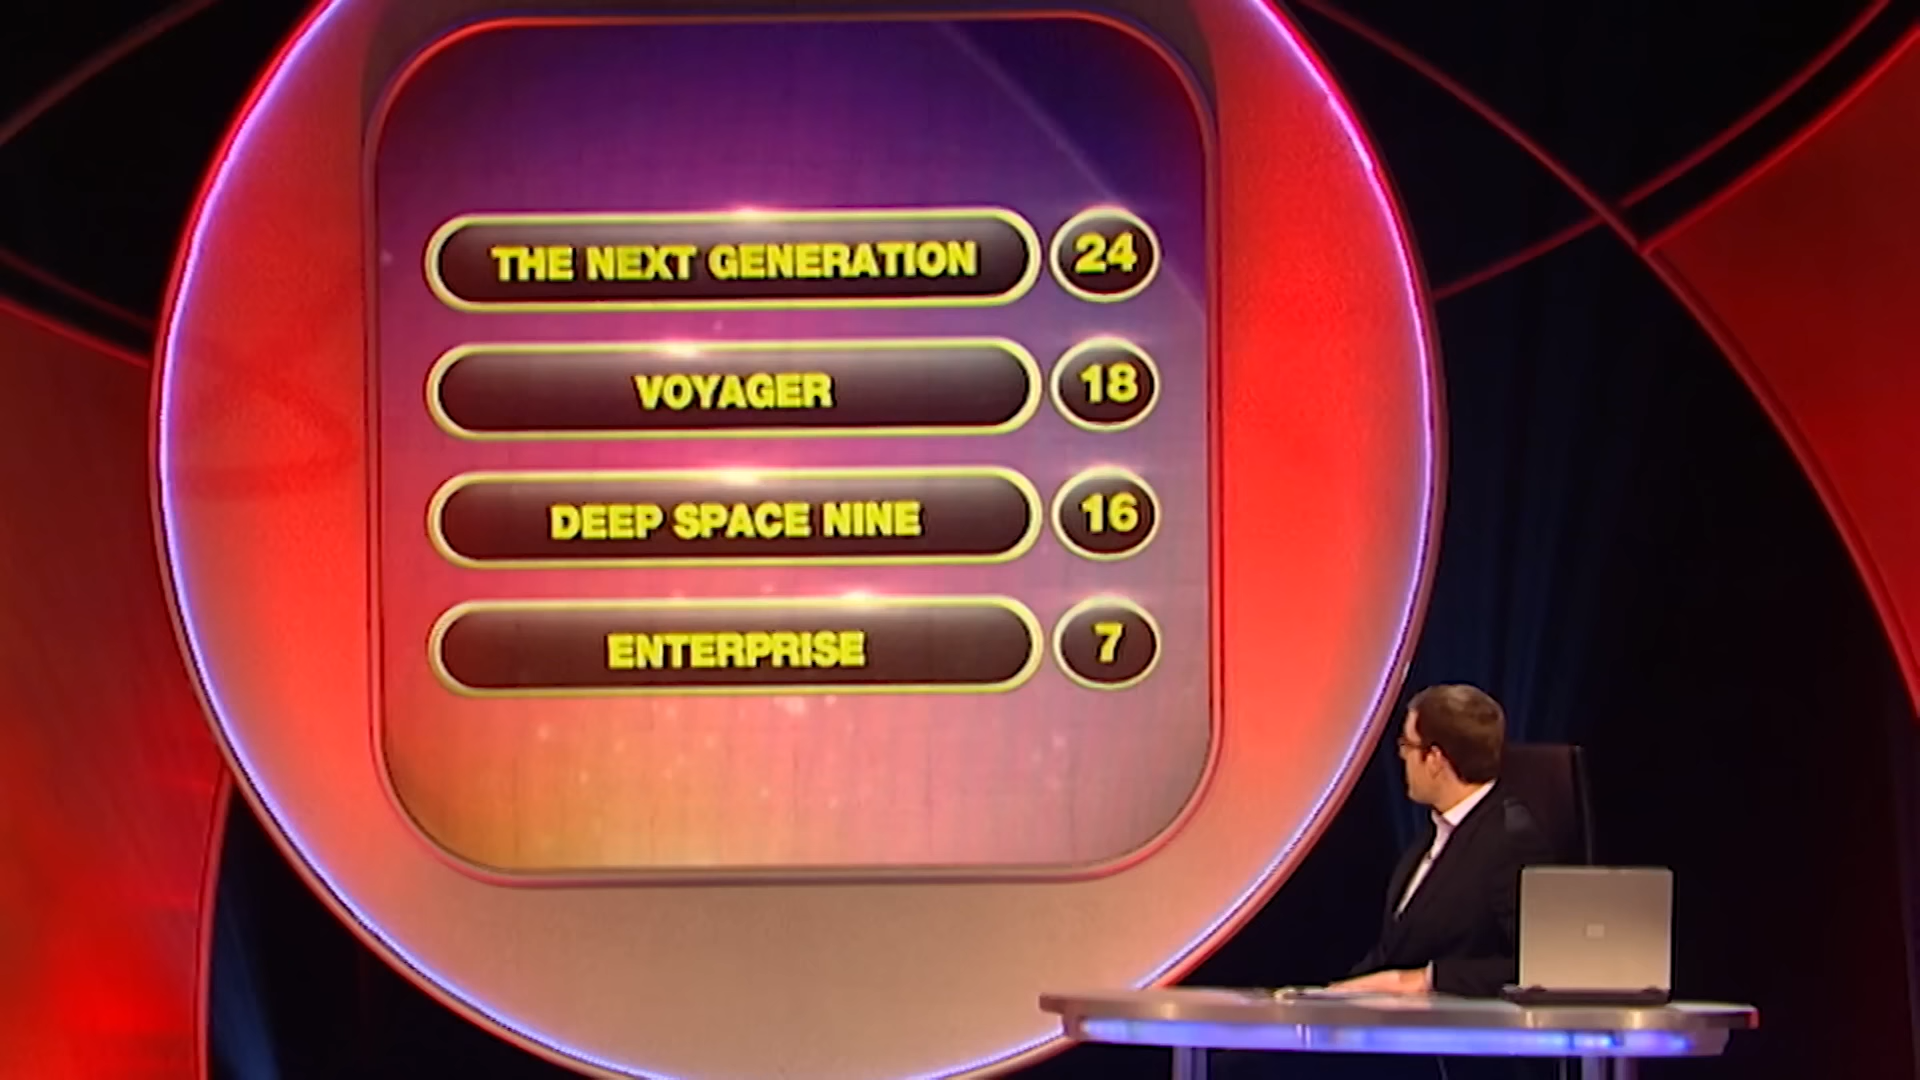 THE NEXT GENERATION 24
VOYAGER 18
DEEP SPACE NINE 16
ENTERPRISE 7